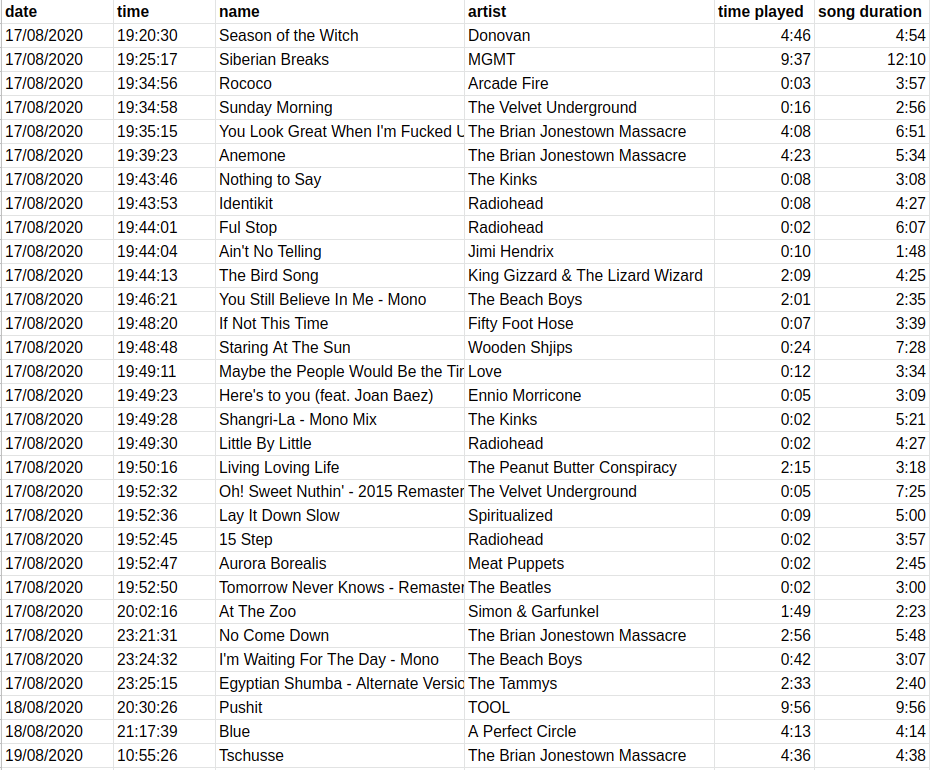 date time name artist time played song duration
17/08/2020 19:20:30 Season of the Witch Donovan 4:46 4:54
17/08/2020 19:25:17 Siberian Breaks MGMT 9:37 12:10
17/08/2020 19:34:56 Rococo Arcade Fire 0:03 3:57
17/08/2020 19:34:58 Sunday Morning The Velvet Underground 0:16 2:56
17/08/2020 19:35:15 You Look Great When I'm Fucked U The Brian Jonestown Massacre 4:08 6:51
17/08/2020 19:39:23 Anemone The Brian Jonestown Massacre 4:23 5:34
17/08/2020 19:43:46 Nothing to Say The Kinks 0:08 3:08
17/08/2020 19:43:53 Identikit Radiohead 0:08 4:27
17/08/2020 19:44:01 Ful Stop Radiohead 0:02 6:07
17/08/2020 19:44:04 Ain't No Telling Jimi Hendrix 0:10 1:48
17/08/2020 19:44:13 The Bird Song King Gizzard & The Lizard Wizard 2:09 4:25
17/08/2020 19:46:21 You Still Believe In Me - Mono The Beach Boys 2:01 2:35
17/08/2020 19:48:20 If Not This Time Fifty Foot Hose 0:07 3:39
17/08/2020 19:48:48 Staring At The Sun Wooden Shjips 0:24 7:28
17/08/2020 19:49:11 Maybe the People Would Be the Tir Love 0:12 3:34
17/08/2020 19:49:23 Here's to you (feat. Joan Baez) Ennio Morricone 0:05 3:09
17/08/2020 19:49:28 Shangri-La - Mono Mix The Kinks 0:02 5:21
17/08/2020 19:49:30 Little By Little Radiohead 0:02 4:27
17/08/2020 19:50:16 Living Loving Life The Peanut Butter Conspiracy 2:15 3:18
17/08/2020 19:52:32 Oh! Sweet Nuthin' - 2015 Remaster The Velvet Underground 0:05 7:25
17/08/2020 19:52:36 Lay It Down Slow Spiritualized 0:09 5:00
17/08/2020 19:52:45 15 Step Radiohead 0:02 3:57
17/08/2020 19:52:47 Aurora Borealis Meat Puppets 0:02 2:45
17/08/2020 19:52:50 Tomorrow Never Knows - Remaster The Beatles 0:02 3:00
17/08/2020 20:02:16 At The Zoo Simon & Garfunkel 1:49 2:23
17/08/2020 23:21:31 No Come Down The Brian Jonestown Massacre 2:56 5:48
17/08/2020 23:24:32 I'm Waiting For The Day - Mono The Beach Boys 0:42 3:07
17/08/2020 23:25:15 Egyptian Shumba - Alternate Versio The Tammys 2:33 2:40
18/08/2020 20:30:26 Pushit TOOL 9:56 9:56
18/08/2020 21:17:39 Blue A Perfect Circle 4:13 4:14
19/08/2020 10:55:26 Tschusse The Brian Jonestown Massacre 4:36 4:38